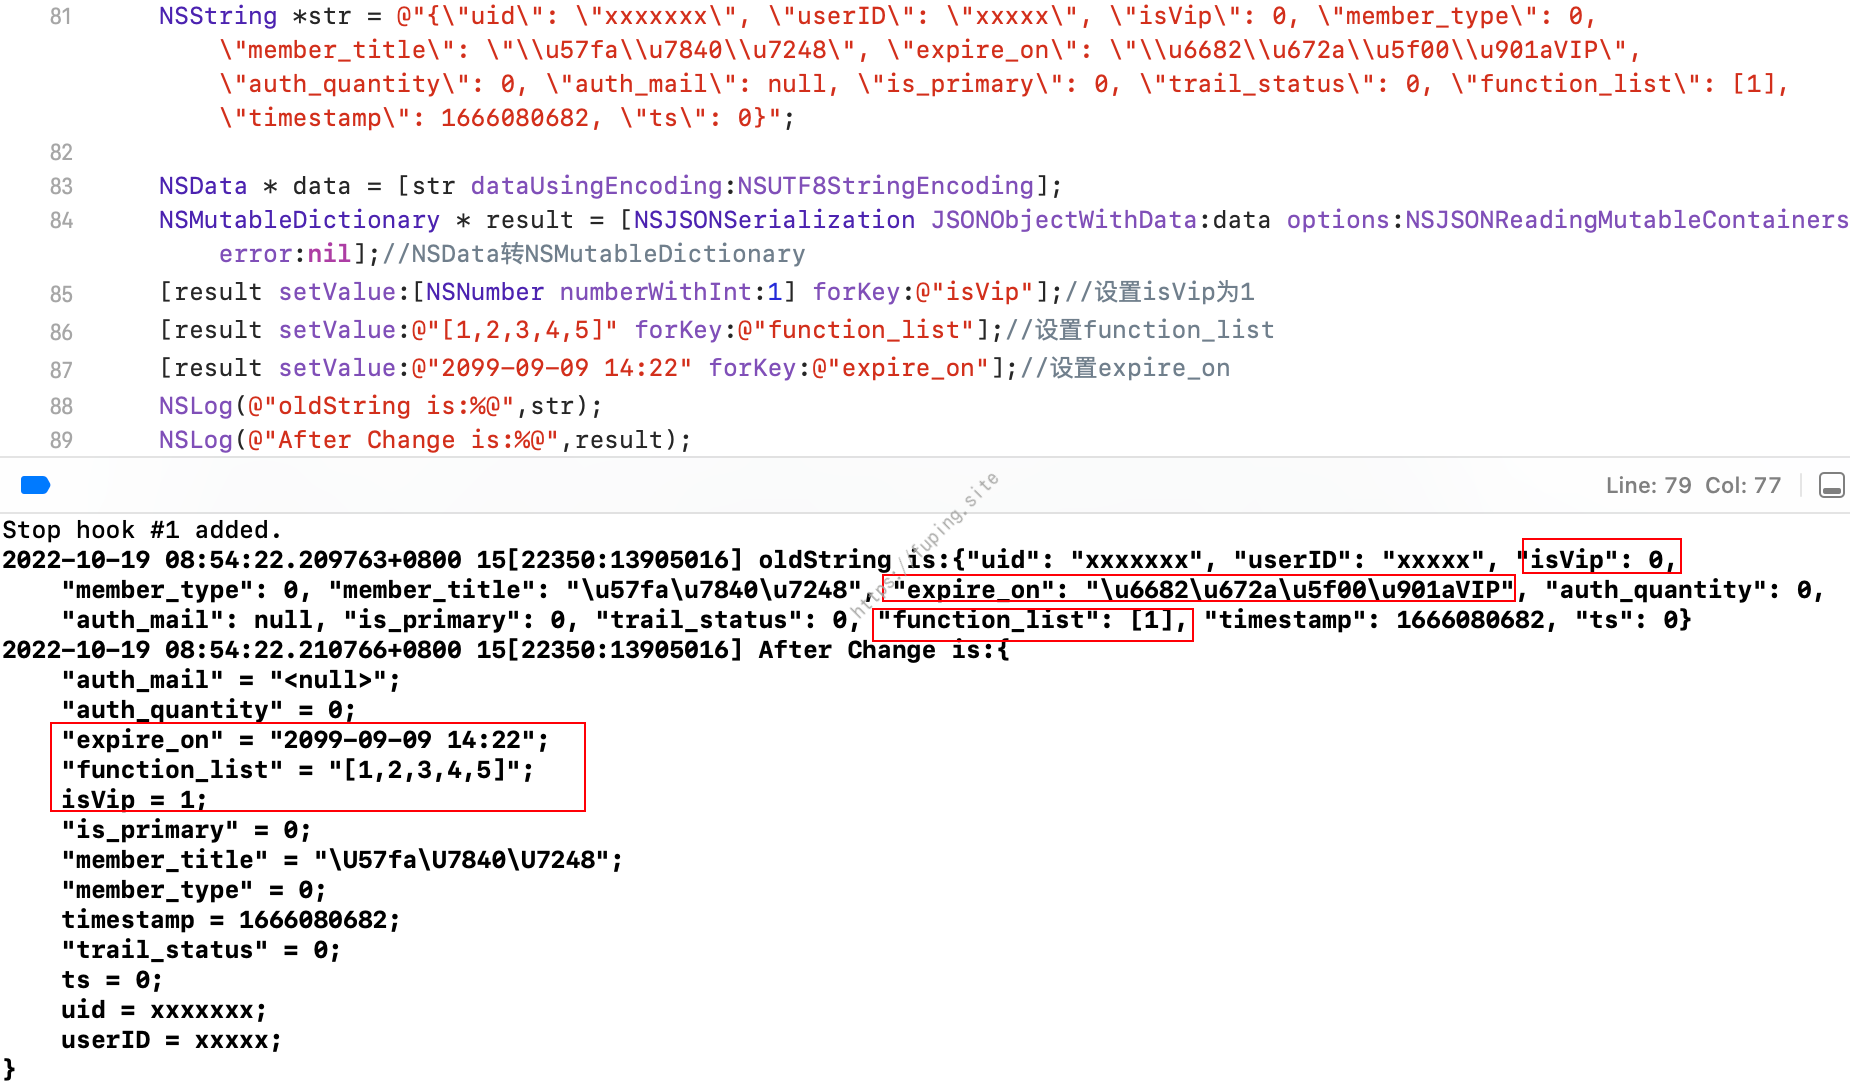 81 NSString *str = @"{\"uid\": \"xxxxxxx\", \"userID\": \"xxxxx\", \"isVip\": 0, \"member_type\": 0,
\"member_title\": \"\\u57fa\\u7840\\u7248\", \"expire_on\": \"\\u6682\\u672a\\u5f00\\u901aVIP\",
\"auth_quantity\": 0, \"auth_mail\": null, \"is_primary\": 0, \"trail_status\": 0, \"function_list\": [1],
\"timestamp\": 1666080682, \"ts\": 0}";
82
83 NSData * data = [str dataUsingEncoding:NSUTF8StringEncoding];
84 NSMutableDictionary * result = [NSJSONSerialization JSONObjectWithData:data options:NSJSONReadingMutableContainers
error:nil];//NSData转NSMutableDictionary
85 [result setValue:[NSNumber numberWithInt:1] forKey:@"isVip"];//设置isVip为1
86 [result setValue:@"[1,2,3,4,5]" forKey:@"function_list"];//设置function_list
87 [result setValue:@"2099-09-09 14:22" forKey:@"expire_on"];//设置expire_on
88 NSLog(@"oldString is:%@",str);
89 NSLog(@"After Change is:%@",result);
Line: 79 Col: 77
https://fuping.site
Stop hook #1 added.
2022-10-19 08:54:22.209763+0800 15[22350:13905016] oldString is:{"uid": "xxxxxxx", "userID": "xxxxx", "isVip": 0,
"member_type": 0, "member_title": "\u57fa\u7840\u7248", "expire_on": "\u6682\u672a\u5f00\u901aVIP", "auth_quantity": 0,
"auth_mail": null, "is_primary": 0, "trail_status": 0, "function_list": [1], "timestamp": 1666080682, "ts": 0}
2022-10-19 08:54:22.210766+0800 15[22350:13905016] After Change is:{
"auth_mail" = "<null>";
"auth_quantity" = 0;
"expire_on" = "2099-09-09 14:22";
"function_list" = "[1,2,3,4,5]";
isVip = 1;
"is_primary" = 0;
"member_title" = "\U57fa\U7840\U7248";
"member_type" = 0;
timestamp = 1666080682;
"trail_status" = 0;
ts = 0;
uid = xxxxxxx;
userID = xxxxx;
}